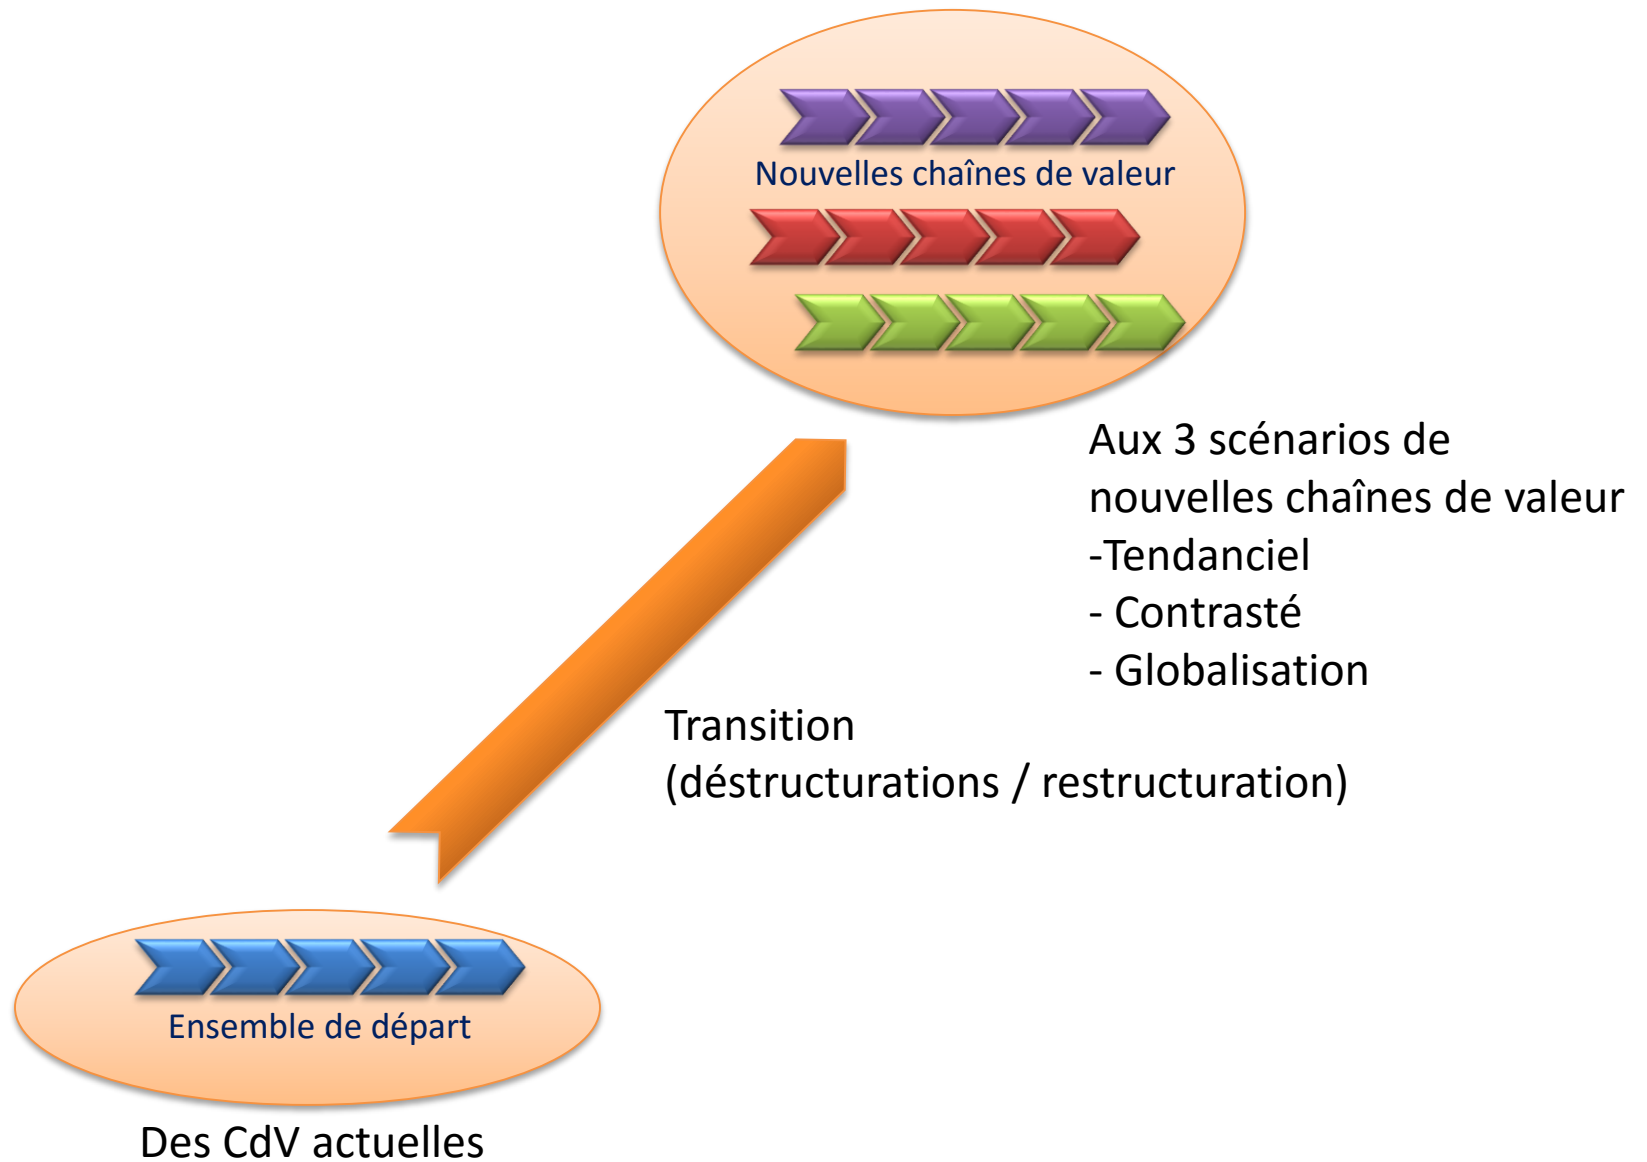 Nouvelles chaînes de valeur
Aux 3 scénarios de
nouvelles chaînes de valeur
-Tendanciel
- Contrasté
- Globalisation
Transition
(déstructurations / restructuration)
Ensemble de départ
Des CdV actuelles